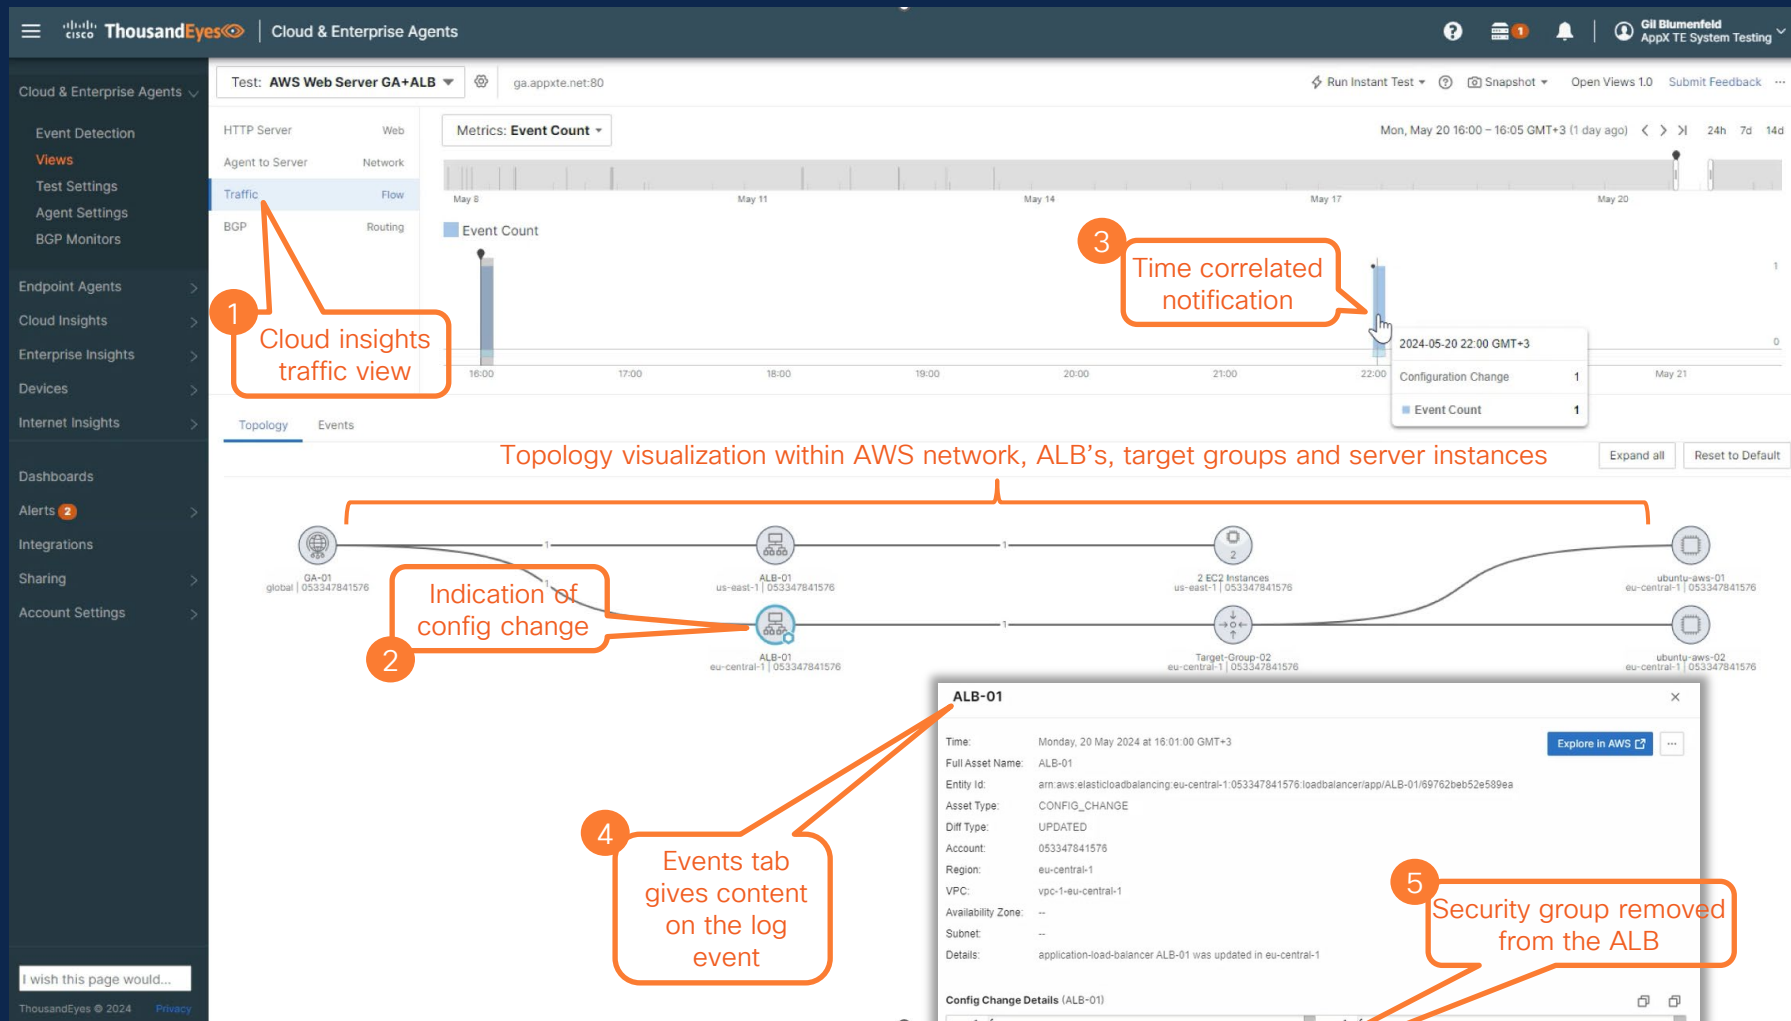 cisco ThousandEyes
Cloud & Enterprise Agents
1
Gil Blumenfeld
AppX TE System Testing
Cloud & Enterprise Agents
Event Detection
Views
Test Settings
Agent Settings
BGP Monitors
Endpoint Agents
Cloud Insights
Enterprise Insights
Devices
Internet Insights
Dashboards
Alerts 2
Integrations
Sharing
Account Settings
I wish this page would...
ThousandEyes © 2024 Privacy
Test: AWS Web Server GA+ALB
ga.appxte.net:80
Run Instant Test
Snapshot
Open Views 1.0
Submit Feedback
HTTP Server Web
Agent to Server Network
Traffic Flow
BGP Routing
Metrics: Event Count
Mon, May 20 16:00 – 16:05 GMT+3 (1 day ago)
24h 7d 14d
May 8 May 11 May 14 May 17 May 20
Event Count
1
0
16:00 17:00 18:00 19:00 20:00 21:00 22:00 May 21
1
Cloud insights
traffic view
3
Time correlated
notification
2024-05-20 22:00 GMT+3
Configuration Change 1
Event Count 1
Topology Events
Topology visualization within AWS network, ALB's, target groups and server instances
Expand all
Reset to Default
1
1
2
GA-01
global | 053347841576
ALB-01
us-east-1 | 053347841576
2 EC2 Instances
us-east-1 | 053347841576
ubuntu-aws-01
eu-central-1 | 053347841576
1
Indication of
config change
2
1
ALB-01
eu-central-1 | 053347841576
Target-Group-02
eu-central-1 | 053347841576
ubuntu-aws-02
eu-central-1 | 053347841576
ALB-01
Time: Monday, 20 May 2024 at 16:01:00 GMT+3
Explore in AWS
Full Asset Name: ALB-01
Entity Id: arn:aws:elasticloadbalancing:eu-central-1:053347841576:loadbalancer/app/ALB-01/69762beb52e589ea
Asset Type: CONFIG_CHANGE
Diff Type: UPDATED
Account: 053347841576
Region: eu-central-1
VPC: vpc-1-eu-central-1
Availability Zone: --
Subnet: --
Details: application-load-balancer ALB-01 was updated in eu-central-1
Config Change Details (ALB-01)
4
Events tab
gives content
on the log
event
5
Security group removed
from the ALB